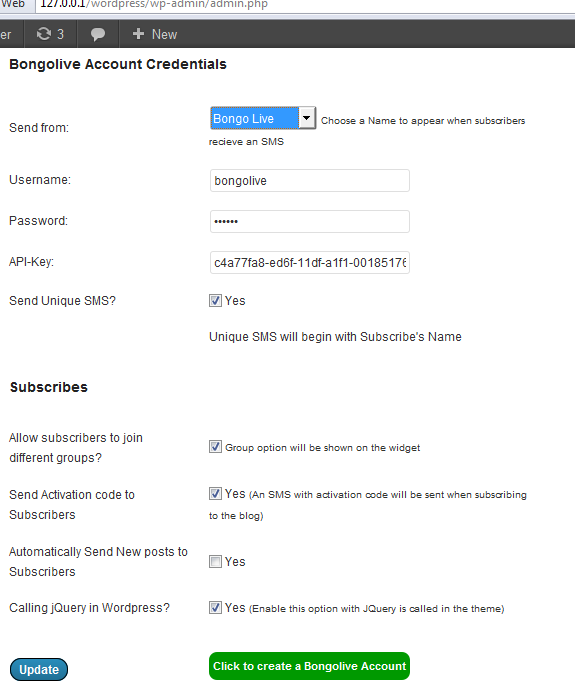 Web 127.0.0.1/wordpress/wp-admin/admin.php
er 3 + New
Bongolive Account Credentials
Send from: Bongo Live Choose a Name to appear when subscribers
recieve an SMS
Username: bongolive
Password: ••••••
API-Key: c4a77fa8-ed6f-11df-a1f1-00185176
Send Unique SMS? Yes
Unique SMS will begin with Subscribe's Name
Subscribes
Allow subscribers to join
different groups? Group option will be shown on the widget
Send Activation code to
Subscribers Yes (An SMS with activation code will be sent when subscribing
to the blog)
Automatically Send New posts to
Subscribers Yes
Calling jQuery in Wordpress? Yes (Enable this option with JQuery is called in the theme)
Update Click to create a Bongolive Account